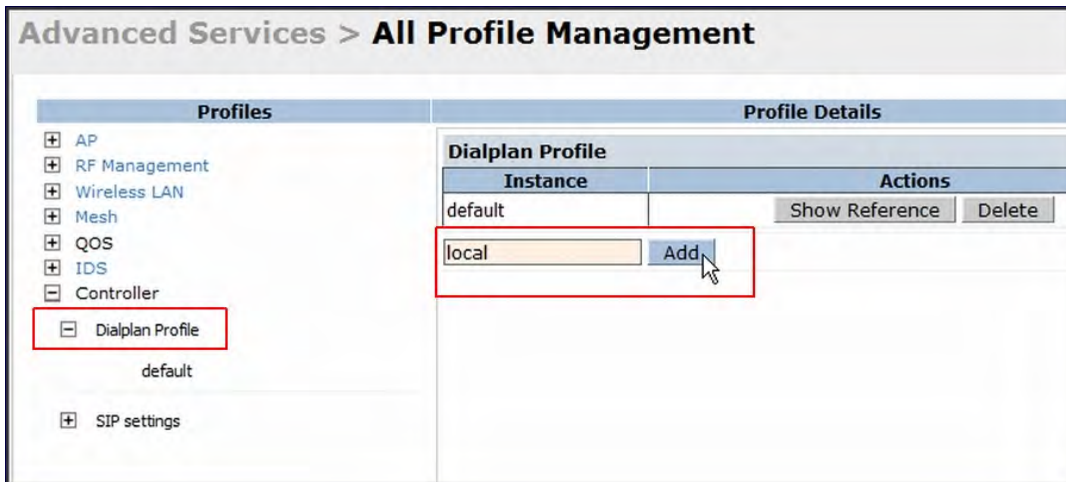 Advanced Services > All Profile Management
Profiles
Profile Details
AP
RF Management
Wireless LAN
Mesh
QOS
IDS
Controller
Dialplan Profile
default
SIP settings
Dialplan Profile
Instance Actions
default Show Reference Delete
local Add